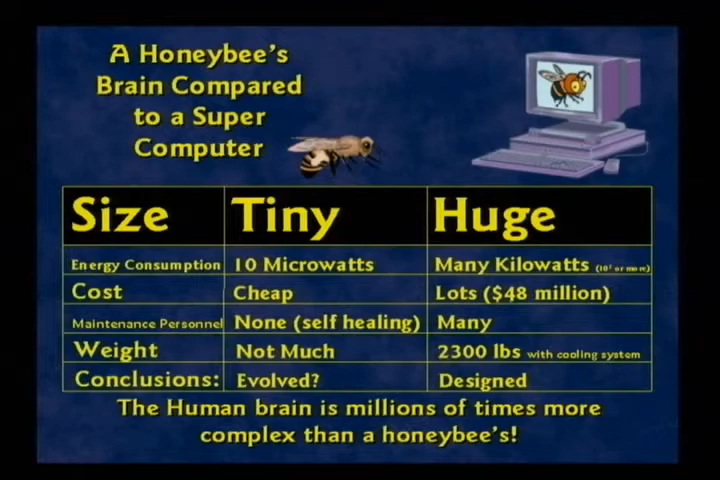 A Honeybee's
Brain Compared
to a Super
Computer
Size Tiny Huge
Energy Consumption 10 Microwatts Many Kilowatts
Cost Cheap Lots ($48 million)
Maintenance Personnel None (self healing) Many
Weight Not Much 2300 lbs with cooling system
Conclusions: Evolved? Designed
The Human brain is millions of times more
complex than a honeybee's!